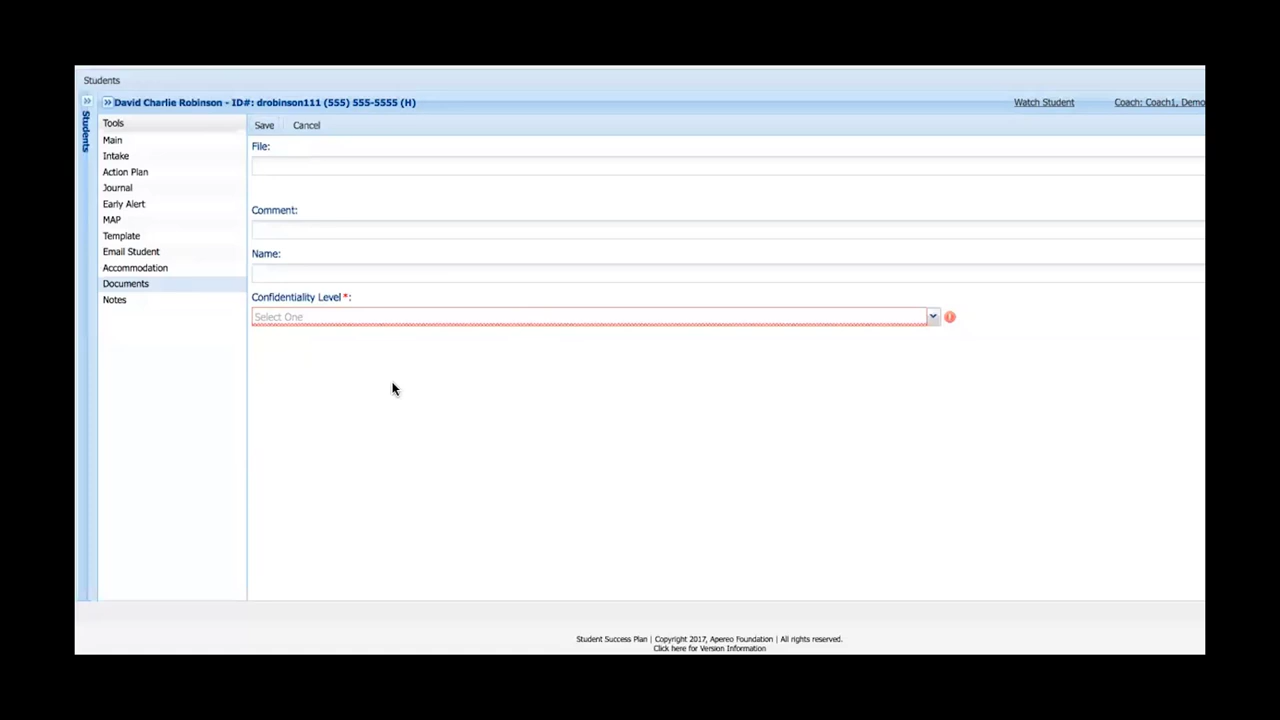 Students
David Charlie Robinson - ID#: drobinson111 (555) 555-5555 (H)
Watch Student
Coach: Coach1, Demo
Students
Tools
Main
Intake
Action Plan
Journal
Early Alert
MAP
Template
Email Student
Accommodation
Documents
Notes
Save
Cancel
File:
Comment:
Name:
Confidentiality Level *:
Select One
Student Success Plan | Copyright 2017, Apereo Foundation | All rights reserved.
Click here for Version Information